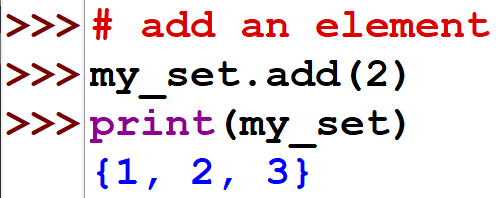 >>> # add an element
>>> my_set.add(2)
>>> print(my_set)
{1, 2, 3}